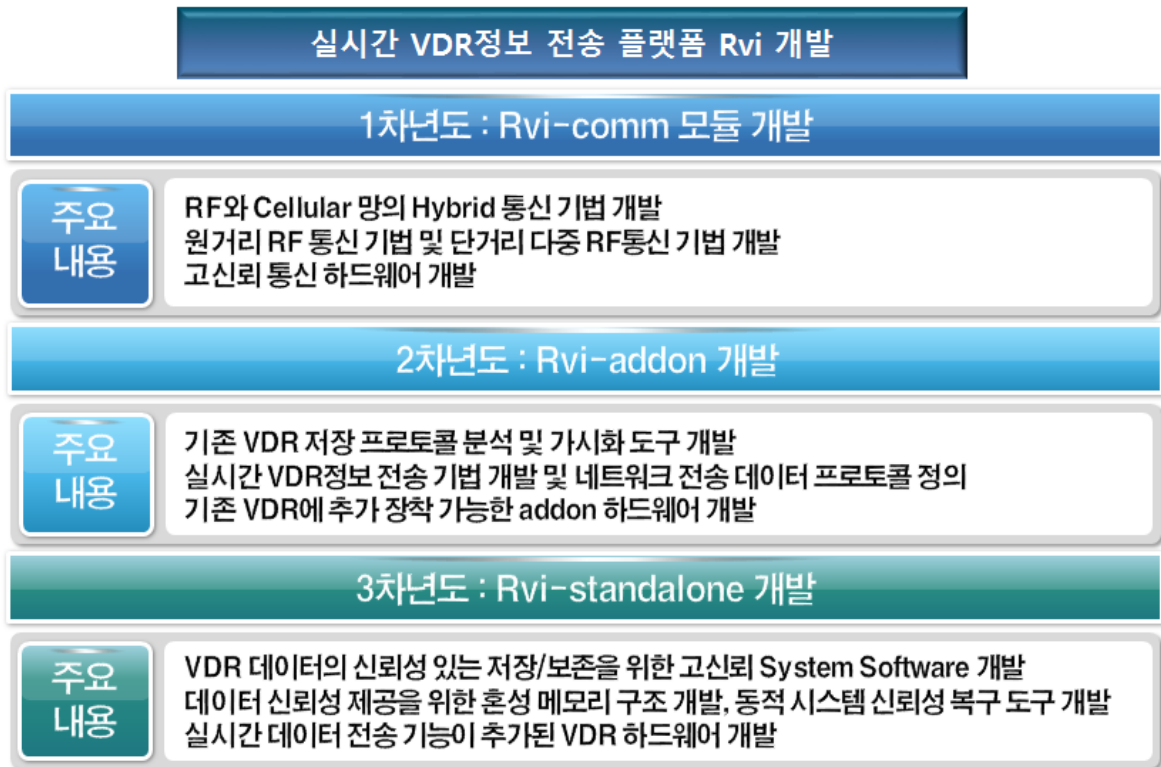 실시간 VDR정보 전송 플랫폼 Rvi 개발
1차년도 : Rvi-comm 모듈 개발
주요
내용
RF와 Cellular 망의 Hybrid 통신 기법 개발
원거리 RF 통신 기법 및 단거리 다중 RF통신 기법 개발
고신뢰 통신 하드웨어 개발
2차년도 : Rvi-addon 개발
주요
내용
기존 VDR 저장 프로토콜 분석 및 가시화 도구 개발
실시간 VDR정보 전송 기법 개발 및 네트워크 전송 데이터 프로토콜 정의
기존 VDR에 추가 장착 가능한 addon 하드웨어 개발
3차년도 : Rvi-standalone 개발
주요
내용
VDR 데이터의 신뢰성 있는 저장/보존을 위한 고신뢰 System Software 개발
데이터 신뢰성 제공을 위한 혼성 메모리 구조 개발, 동적 시스템 신뢰성 복구 도구 개발
실시간 데이터 전송 기능이 추가된 VDR 하드웨어 개발